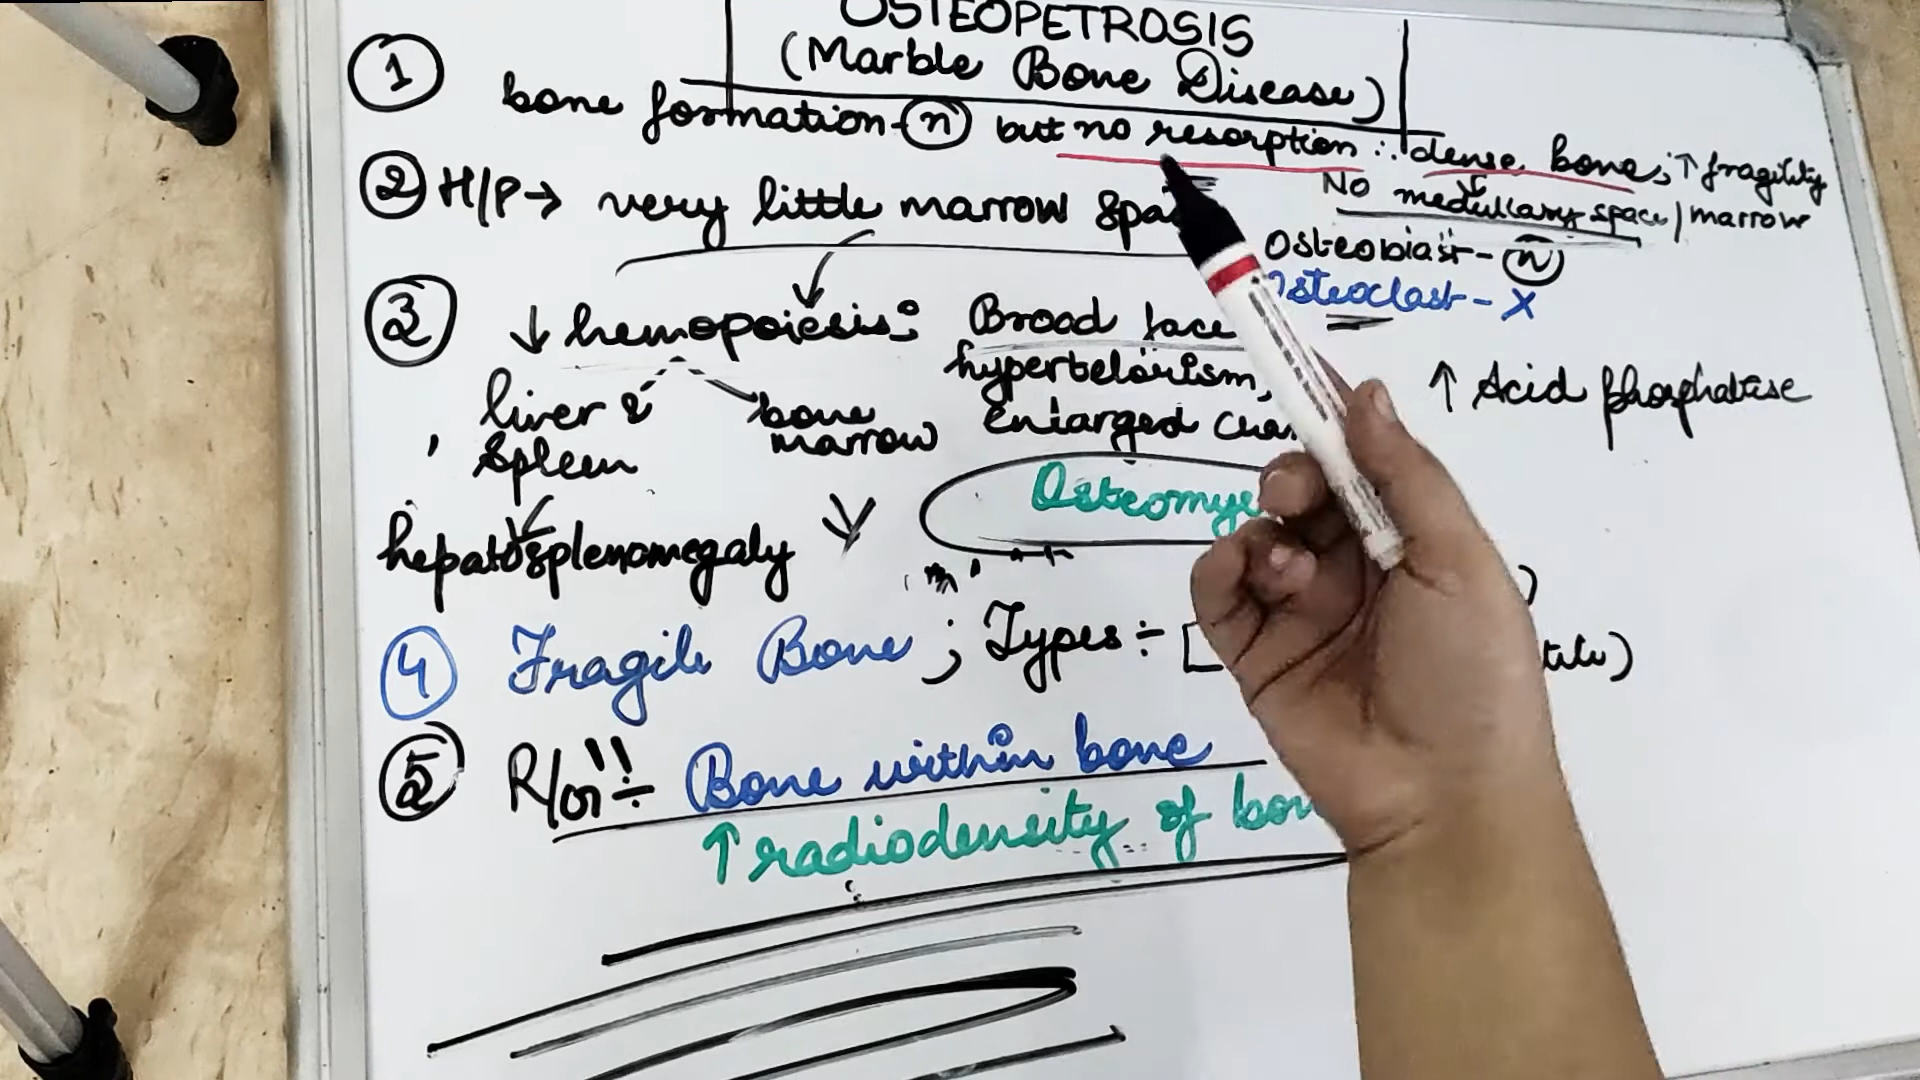 OSTEOPETROSIS
(Marble Bone Disease)
① bone formation-ⓝ but no resorption ∴ dense bone; ↑ fragility
No medullary space/marrow
② H/P → very little marrow
Osteoblast - ⓝ
Osteoclast - X
③ ↓ hemopoiesis:
liver &
spleen
bone
marrow
hepatosplenomegaly
Broad face
hypertelorism,
enlarged
↑ Acid phosphatase
④ Fragile Bone ; Types ÷
⑤ R/o ÷ Bone within bone
↑ radiodensity of